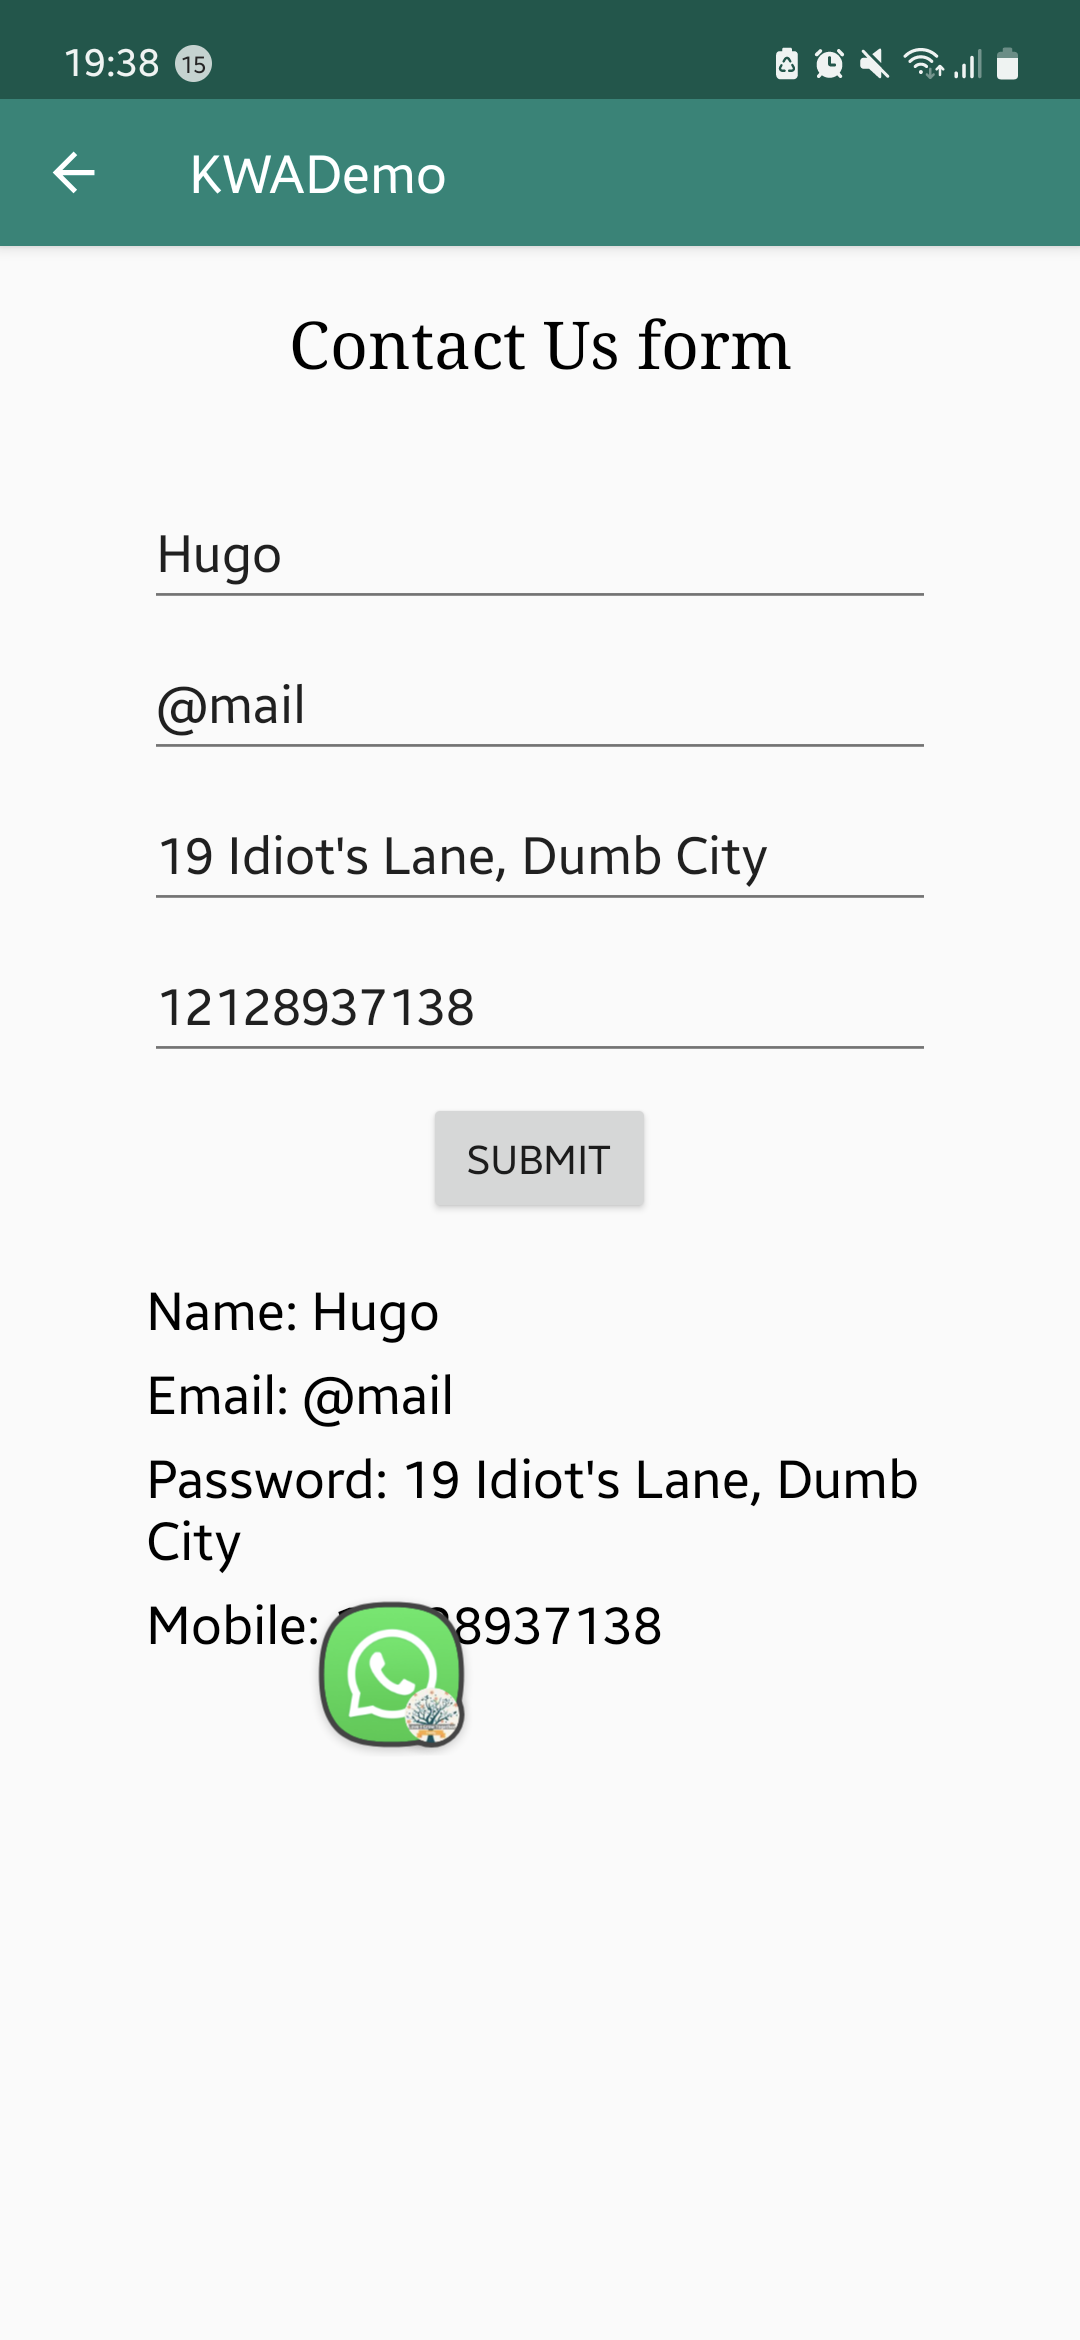 19:38 15
KWADemo
Contact Us form
Hugo
@mail
19 Idiot's Lane, Dumb City
12128937138
SUBMIT
Name: Hugo
Email: @mail
Password: 19 Idiot's Lane, Dumb
City
Mobile: 8937138